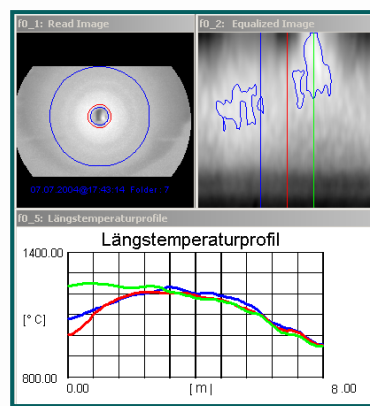 f0_1: Read Image
f0_2: Equalized Image
07.07.2004@17:49:14 Folder: 7
f0_5: Längstemperaturprofile
Längstemperaturprofil
1400.00
[°C]
800.00
0.00
[m]
8.00